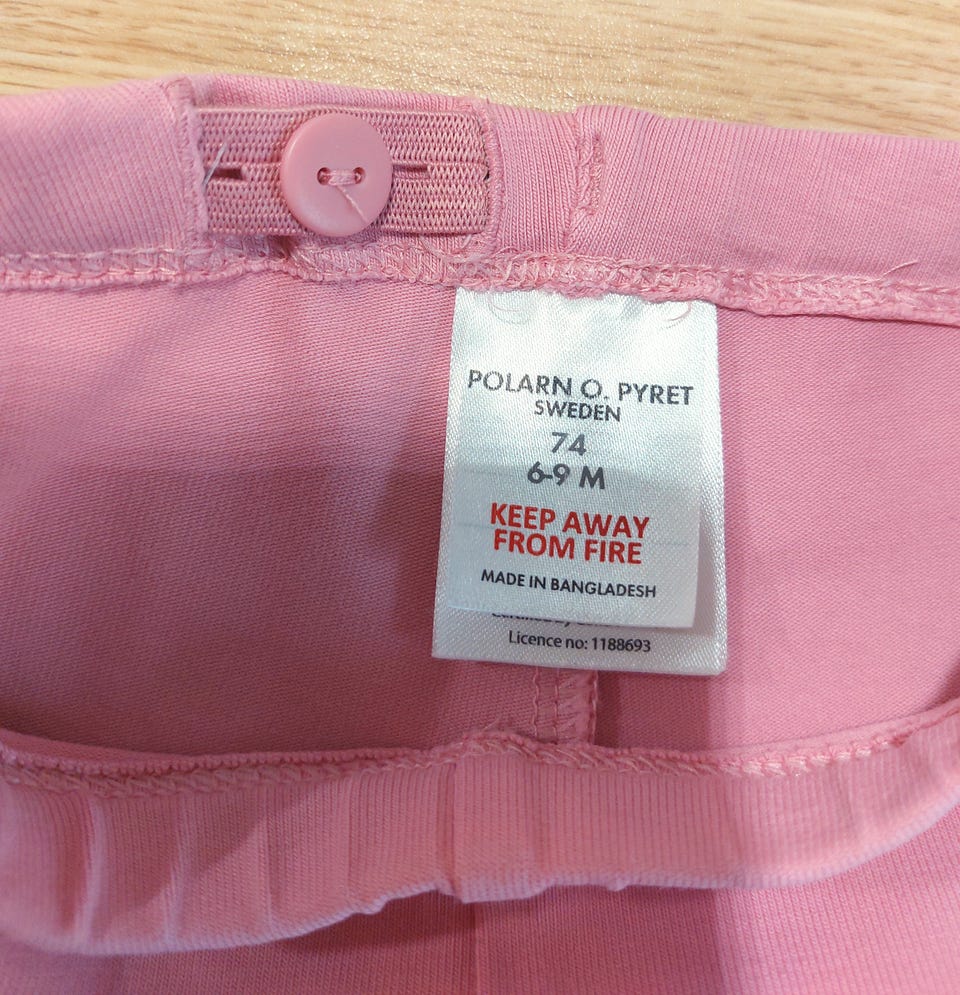 POLARN O. PYRET
SWEDEN
74
6-9 M
KEEP AWAY
FROM FIRE
MADE IN BANGLADESH
Licence no: 1188693